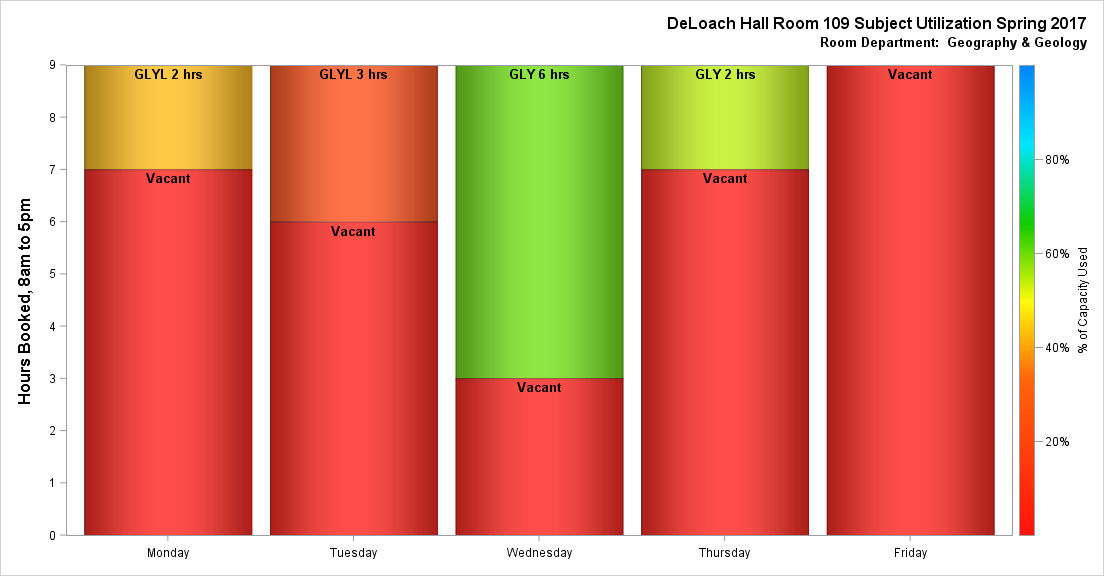 DeLoach Hall Room 109 Subject Utilization Spring 2017
Room Department: Geography & Geology
Hours Booked, 8am to 5pm
9
8
7
6
5
4
3
2
1
0
GLYL 2 hrs
Vacant
GLYL 3 hrs
Vacant
GLY 6 hrs
Vacant
GLY 2 hrs
Vacant
Vacant
Monday
Tuesday
Wednesday
Thursday
Friday
80%
60%
40%
20%
% of Capacity Used